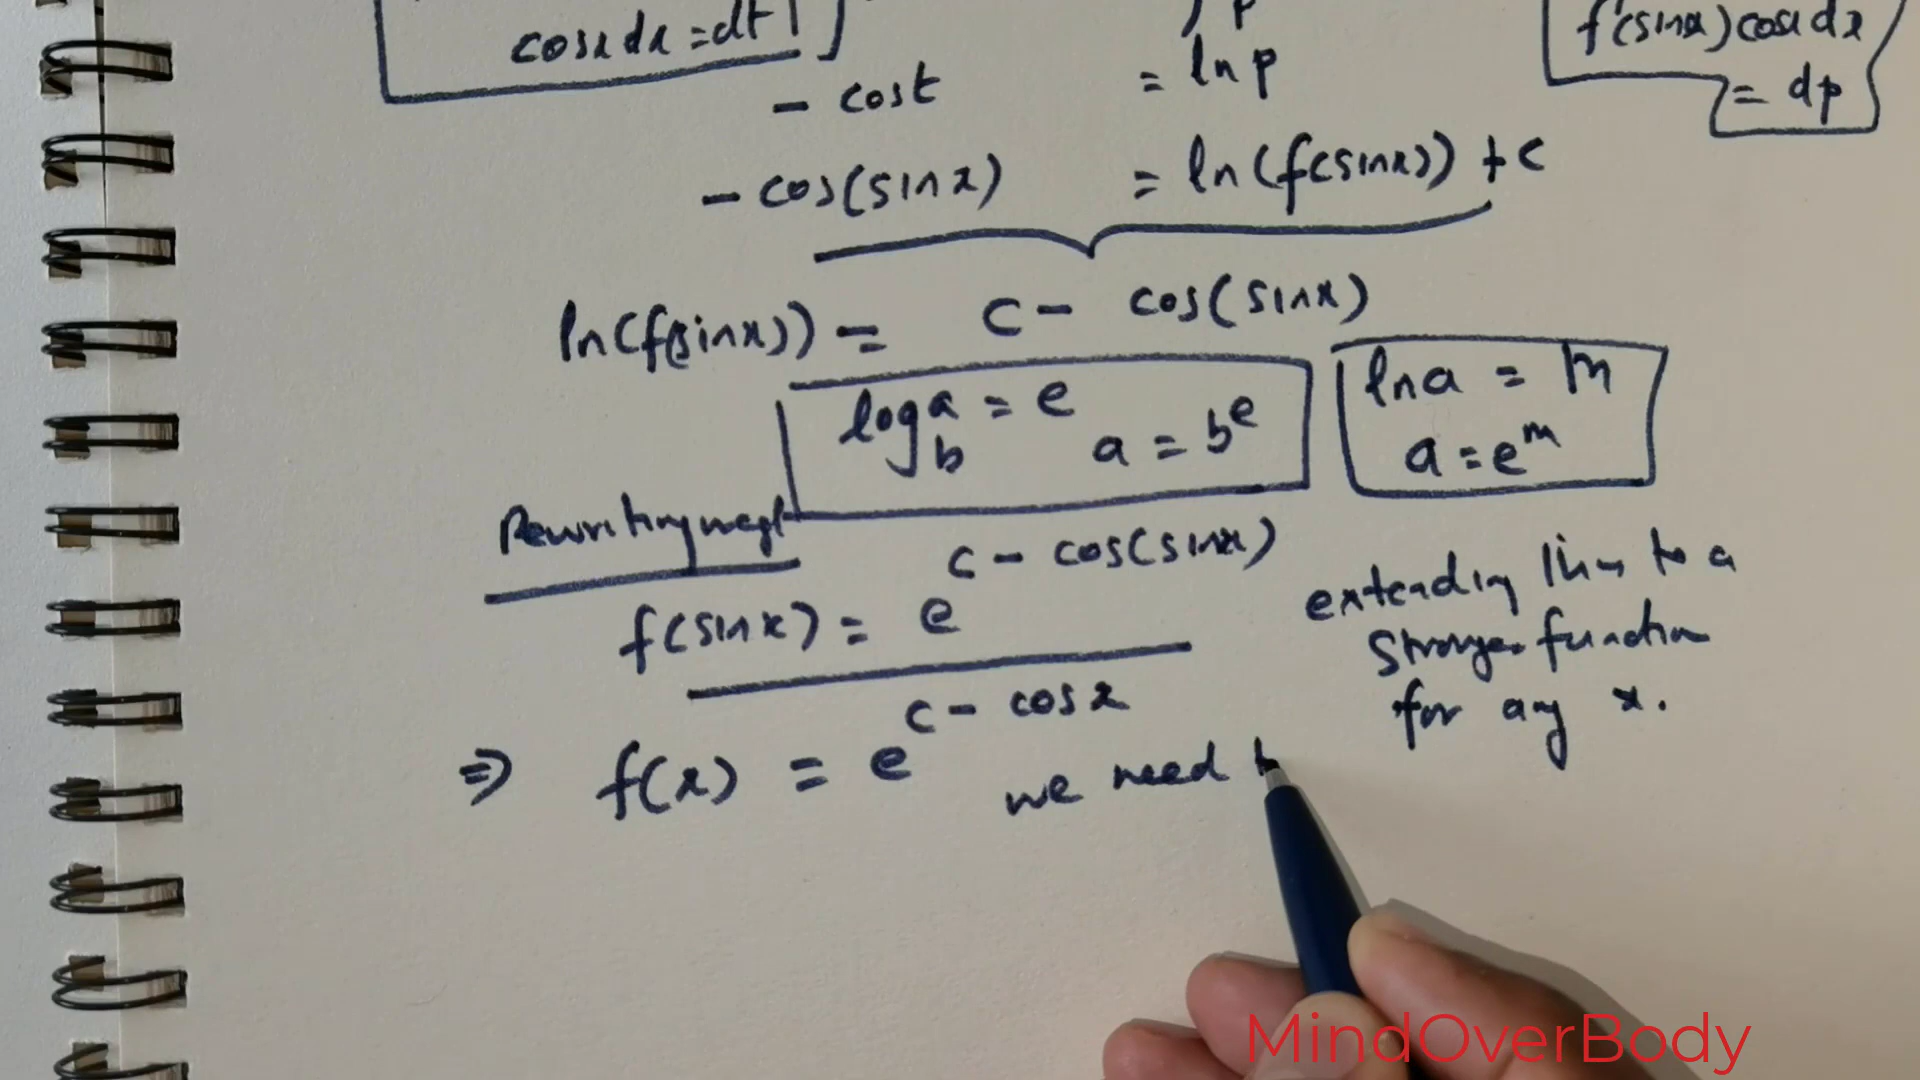 cosx dx = dt
p
f'(sinx) cosx dx
= dp
- cost = ln p
- cos(sinx) = ln(f(sinx)) + c
ln(f(sinx)) = c - cos(sinx)
log_b a = e
a = b^e
ln a = m
a = e^m
Rewriting
f(sinx) = e^(c - cos(sinx))
extending this to a
stronger function
for any x.
⇒ f(x) = e^(c - cosx)
we need
MindOverBody